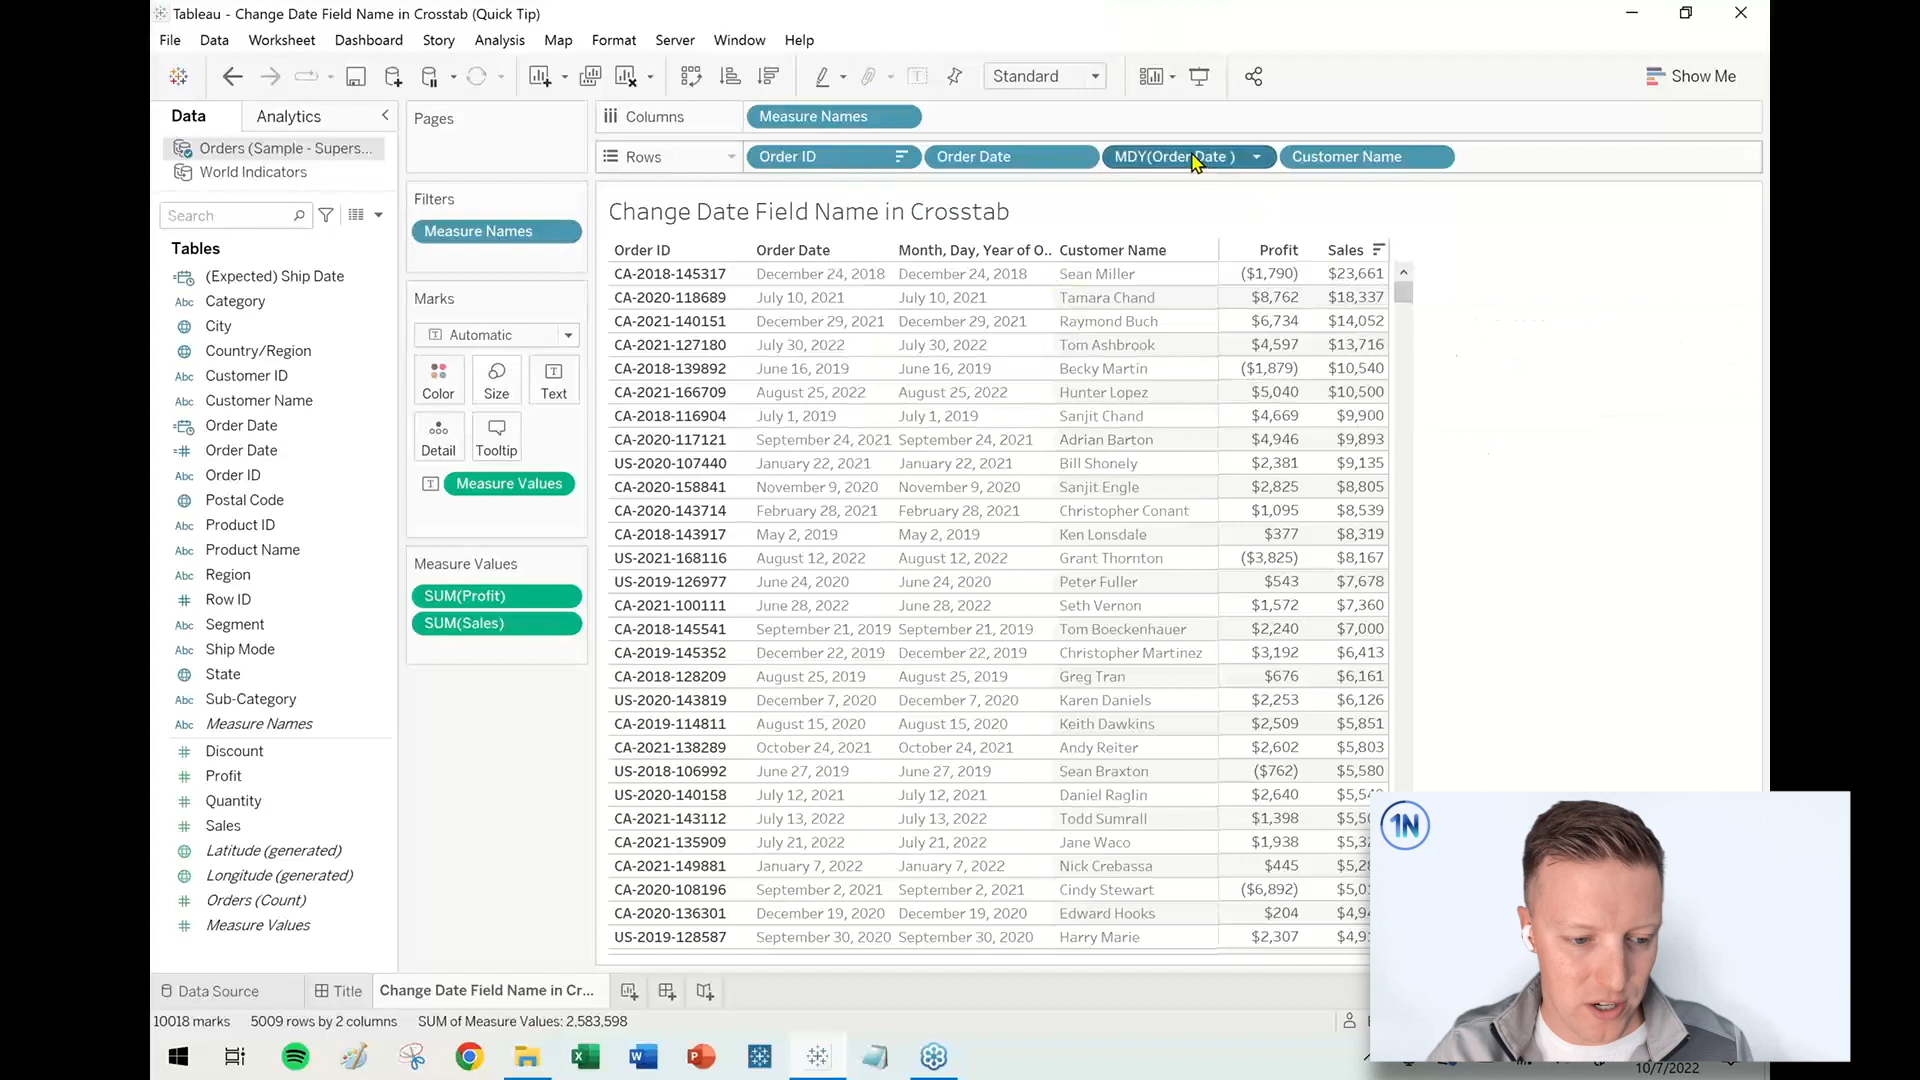 Tableau - Change Date Field Name in Crosstab (Quick Tip)
File Data Worksheet Dashboard Story Analysis Map Format Server Window Help
Standard
Show Me
Data
Analytics
Orders (Sample - Supers...
World Indicators
Search
Tables
(Expected) Ship Date
Abc Category
City
Country/Region
Abc Customer ID
Abc Customer Name
Order Date
Order Date
Abc Order ID
Postal Code
Abc Product ID
Abc Product Name
Abc Region
Row ID
Abc Segment
Abc Ship Mode
State
Abc Sub-Category
Abc Measure Names
Discount
Profit
Quantity
Sales
Latitude (generated)
Longitude (generated)
Orders (Count)
Measure Values
Pages
Filters
Measure Names
Marks
Automatic
Color
Size
Text
Detail
Tooltip
Measure Values
Measure Values
SUM(Profit)
SUM(Sales)
Columns
Measure Names
Rows
Order ID
Order Date
MDY(Order Date )
Customer Name
Change Date Field Name in Crosstab
Order ID Order Date Month, Day, Year of O.. Customer Name Profit Sales
CA-2018-145317 December 24, 2018 December 24, 2018 Sean Miller ($1,790) $23,661
CA-2020-118689 July 10, 2021 July 10, 2021 Tamara Chand $8,762 $18,337
CA-2021-140151 December 29, 2021 December 29, 2021 Raymond Buch $6,734 $14,052
CA-2021-127180 July 30, 2022 July 30, 2022 Tom Ashbrook $4,597 $13,716
CA-2018-139892 June 16, 2019 June 16, 2019 Becky Martin ($1,879) $10,540
CA-2021-166709 August 25, 2022 August 25, 2022 Hunter Lopez $5,040 $10,500
CA-2018-116904 July 1, 2019 July 1, 2019 Sanjit Chand $4,669 $9,900
CA-2020-117121 September 24, 2021 September 24, 2021 Adrian Barton $4,946 $9,893
US-2020-107440 January 22, 2021 January 22, 2021 Bill Shonely $2,381 $9,135
CA-2020-158841 November 9, 2020 November 9, 2020 Sanjit Engle $2,825 $8,805
CA-2020-143714 February 28, 2021 February 28, 2021 Christopher Conant $1,095 $8,539
CA-2018-143917 May 2, 2019 May 2, 2019 Ken Lonsdale $377 $8,319
US-2021-168116 August 12, 2022 August 12, 2022 Grant Thornton ($3,825) $8,167
US-2019-126977 June 24, 2020 June 24, 2020 Peter Fuller $543 $7,678
CA-2021-100111 June 28, 2022 June 28, 2022 Seth Vernon $1,572 $7,360
CA-2018-145541 September 21, 2019 September 21, 2019 Tom Boeckenhauer $2,240 $7,000
CA-2019-145352 December 22, 2019 December 22, 2019 Christopher Martinez $3,192 $6,413
CA-2018-128209 August 25, 2019 August 25, 2019 Greg Tran $676 $6,161
US-2020-143819 December 7, 2020 December 7, 2020 Karen Daniels $2,253 $6,126
CA-2019-114811 August 15, 2020 August 15, 2020 Keith Dawkins $2,509 $5,851
CA-2021-138289 October 24, 2021 October 24, 2021 Andy Reiter $2,602 $5,803
US-2018-106992 June 27, 2019 June 27, 2019 Sean Braxton ($762) $5,580
US-2020-140158 July 12, 2021 July 12, 2021 Daniel Raglin $2,640
CA-2021-143112 July 13, 2022 July 13, 2022 Todd Sumrall $1,398
CA-2021-135909 July 21, 2022 July 21, 2022 Jane Waco $1,938
CA-2021-149881 January 7, 2022 January 7, 2022 Nick Crebassa $445
CA-2020-108196 September 2, 2021 September 2, 2021 Cindy Stewart ($6,892)
CA-2020-136301 December 19, 2020 December 19, 2020 Edward Hooks $204
US-2019-128587 September 30, 2020 September 30, 2020 Harry Marie $2,307
1N
Data Source
Title
Change Date Field Name in Cr...
10018 marks 5009 rows by 2 columns SUM of Measure Values: 2,583,598
10/7/2022